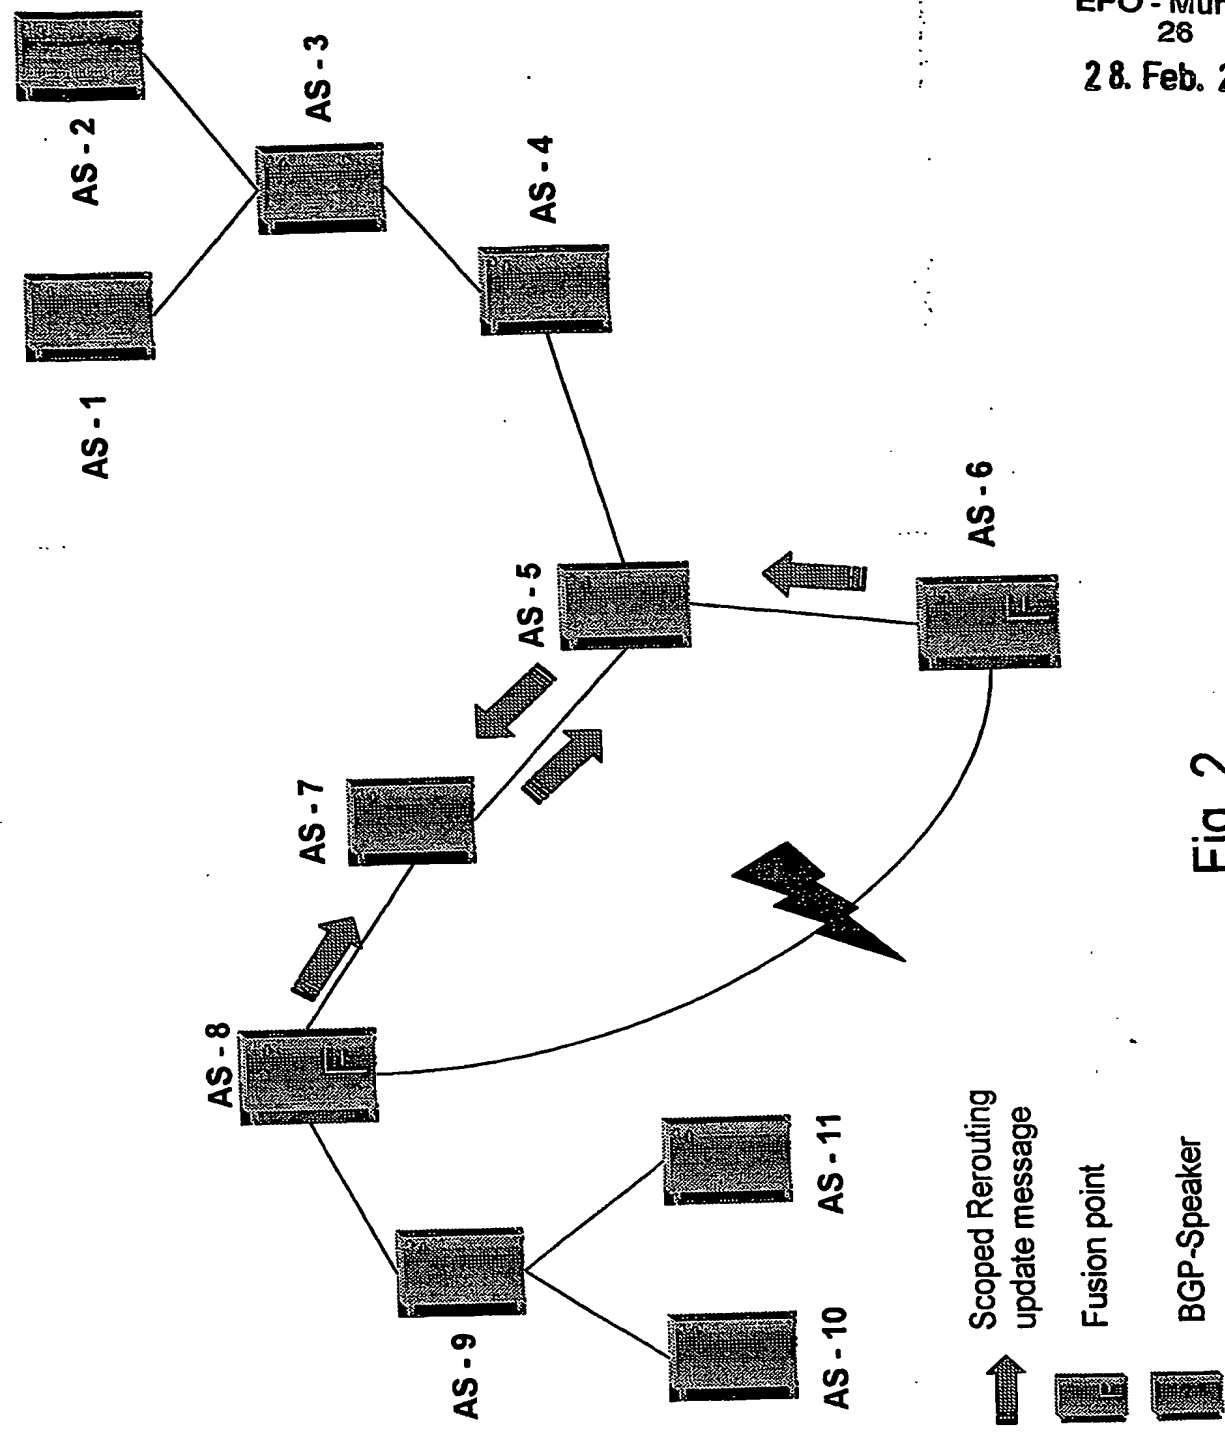 EPO - Mun
26
28. Feb. 2
AS - 2
AS - 3
AS - 1
AS - 4
AS - 5
AS - 6
AS - 7
AS - 8
F
F
AS - 9
AS - 10
AS - 11
Scoped Rerouting
update message
F
Fusion point
BGP-Speaker
Fig. 2